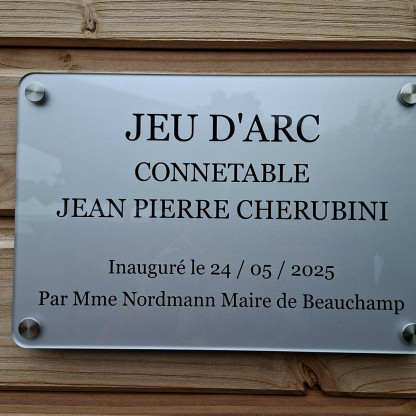 JEU D'ARC
CONNETABLE
JEAN PIERRE CHERUBINI
Inauguré le 24 / 05 / 2025
Par Mme Nordmann Maire de Beauchamp